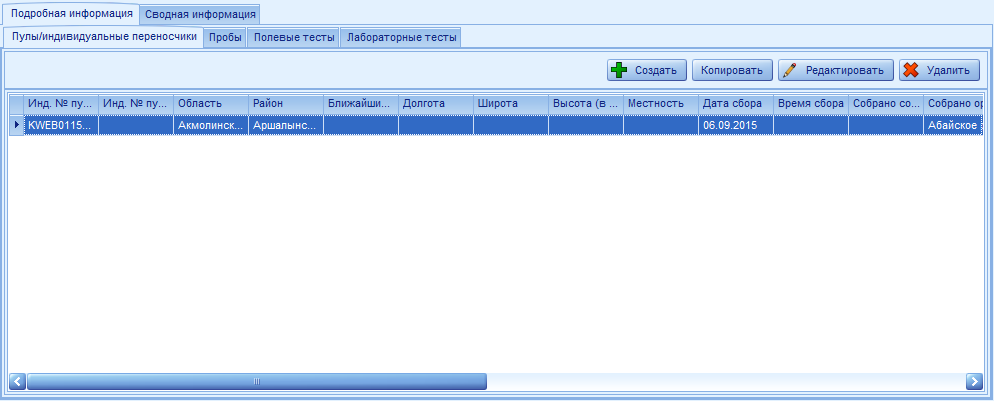 Подробная информация Сводная информация
Пулы/индивидуальные переносчики Пробы Полевые тесты Лабораторные тесты
Создать Копировать Редактировать Удалить
Инд. № пу... Инд. № пу... Область Район Ближайши... Долгота Широта Высота (в ... Местность Дата сбора Время сбора Собрано со... Собрано ор
KWEB0115... Акмолинск... Аршалынс... 06.09.2015 Абайское